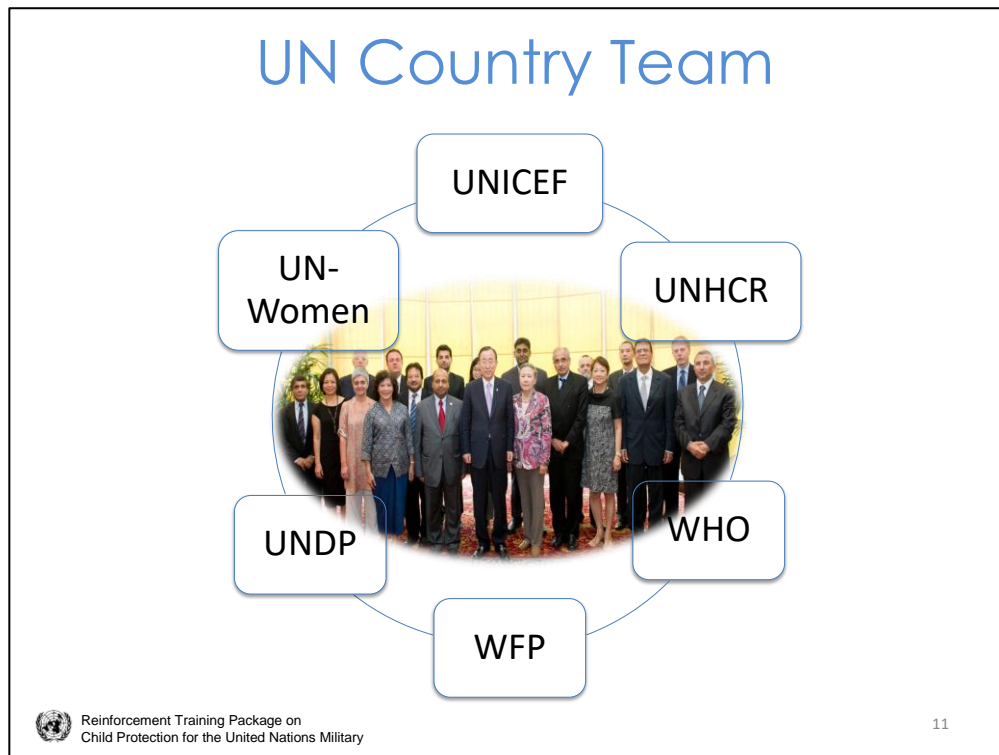 UN Country Team
UNICEF
UN-
Women
UNHCR
UNDP
WHO
WFP
Reinforcement Training Package on
Child Protection for the United Nations Military
11